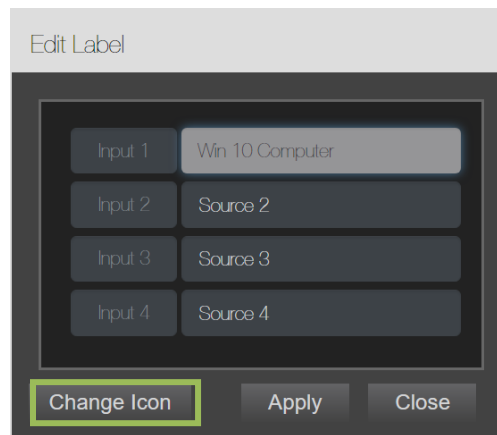 Edit Label
Input 1 Win 10 Computer
Input 2 Source 2
Input 3 Source 3
Input 4 Source 4
Change Icon Apply Close